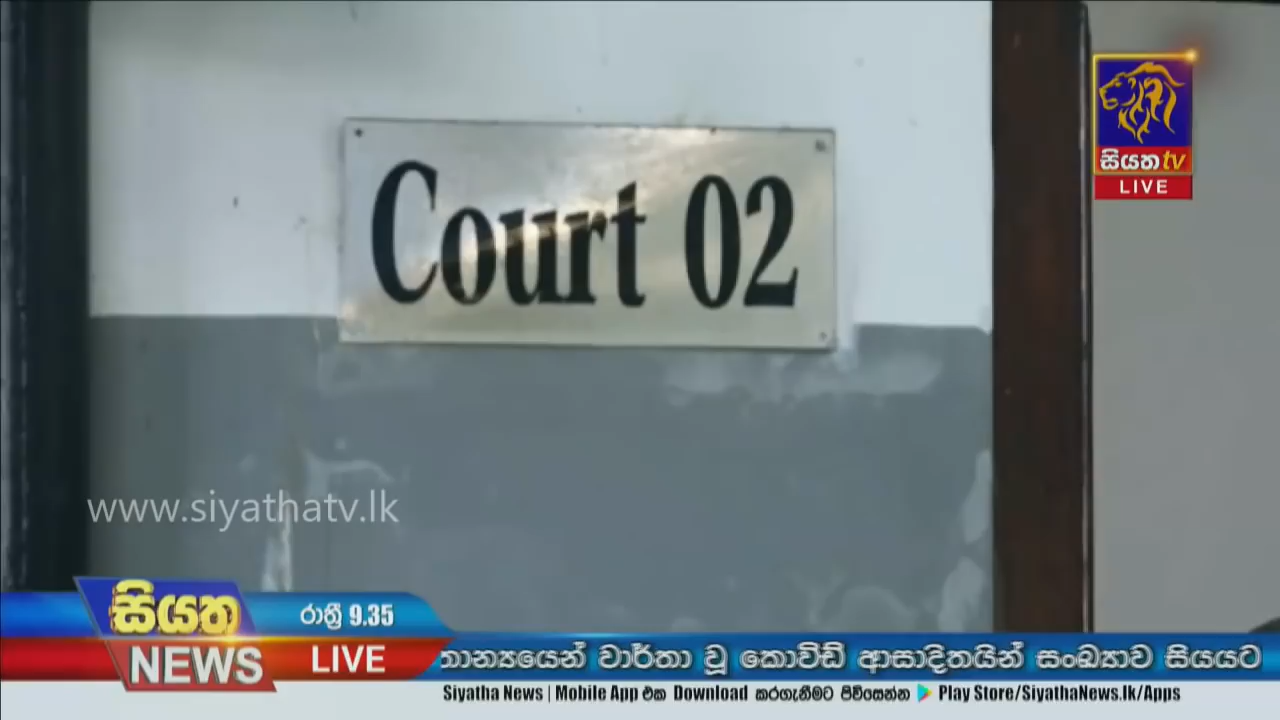 Court 02
සියත tv
LIVE
www.siyathatv.lk
සියත
NEWS
රාත්‍රී 9.35
LIVE
තාන්‍යයෙන් වාර්තා වූ කොවිඩ් ආසාදිතයින් සංඛ්‍යාව සියයට
Siyatha News | Mobile App එක Download කරගැනීමට පිවිසෙන්න Play Store/SiyathaNews.lk/Apps